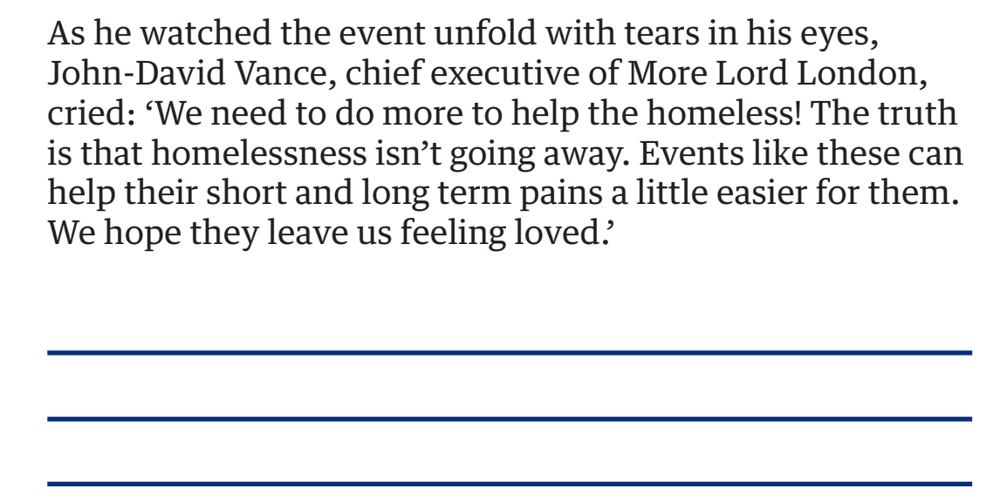 As he watched the event unfold with tears in his eyes,
John-David Vance, chief executive of More Lord London,
cried: ‘We need to do more to help the homeless! The truth
is that homelessness isn’t going away. Events like these can
help their short and long term pains a little easier for them.
We hope they leave us feeling loved.’